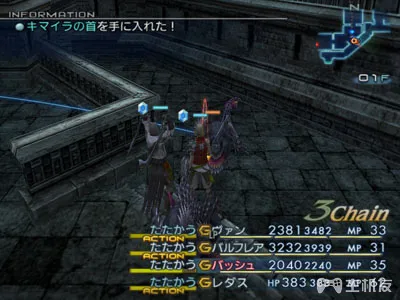 INFORMATION
キマイラの首を手に入れた！
N
01F
3Chain
たたかう G ヴァン 2381 3482 MP 33
ACTION
たたかう G バルフレア 3232 3939 MP 31
ACTION
たたかう G バッシュ 2040 2240 MP 35
ACTION
たたかう G レダス HP 383
ACTION